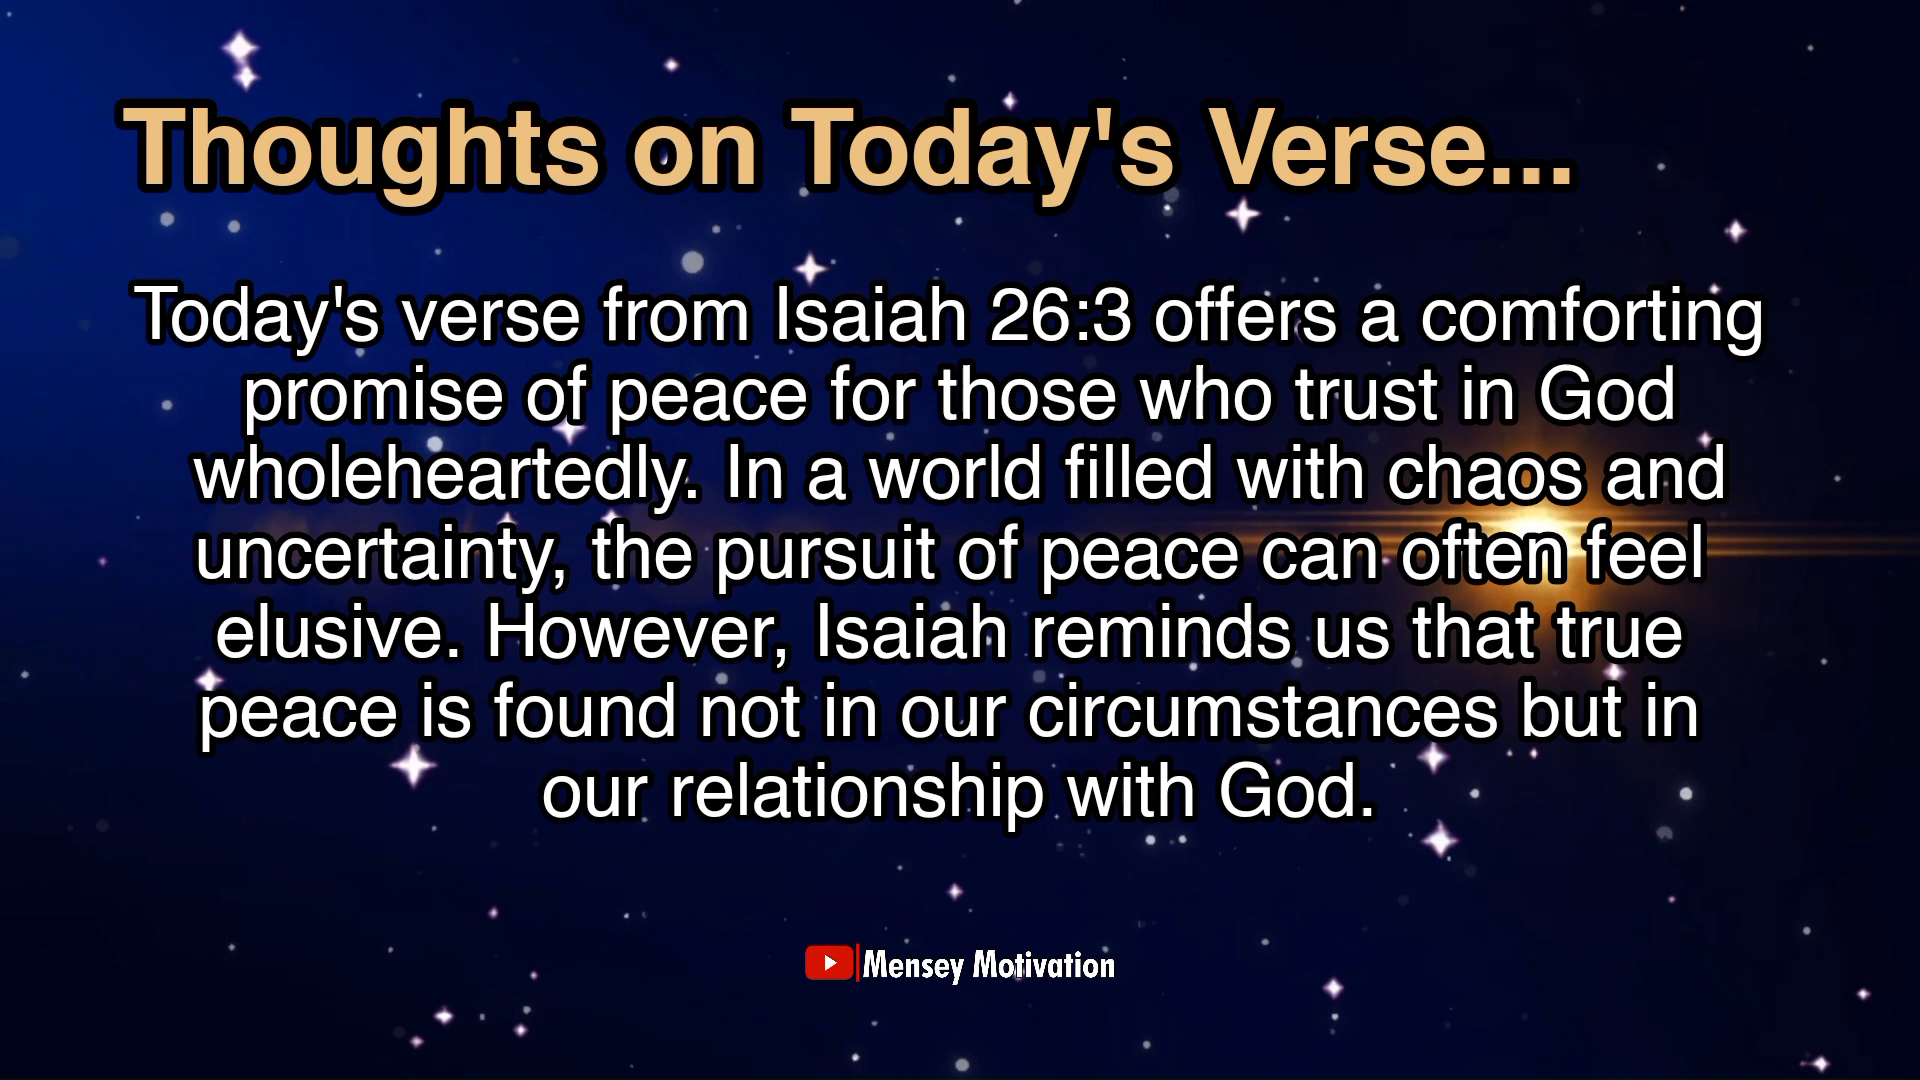 Thoughts on Today's Verse...
Today's verse from Isaiah 26:3 offers a comforting
promise of peace for those who trust in God
wholeheartedly. In a world filled with chaos and
uncertainty, the pursuit of peace can often feel
elusive. However, Isaiah reminds us that true
peace is found not in our circumstances but in
our relationship with God.
Mensey Motivation